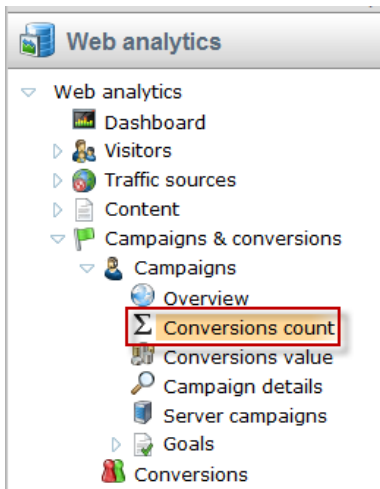 Web analytics
Web analytics
Dashboard
Visitors
Traffic sources
Content
Campaigns & conversions
Campaigns
Overview
Σ Conversions count
Conversions value
Campaign details
Server campaigns
Goals
Conversions